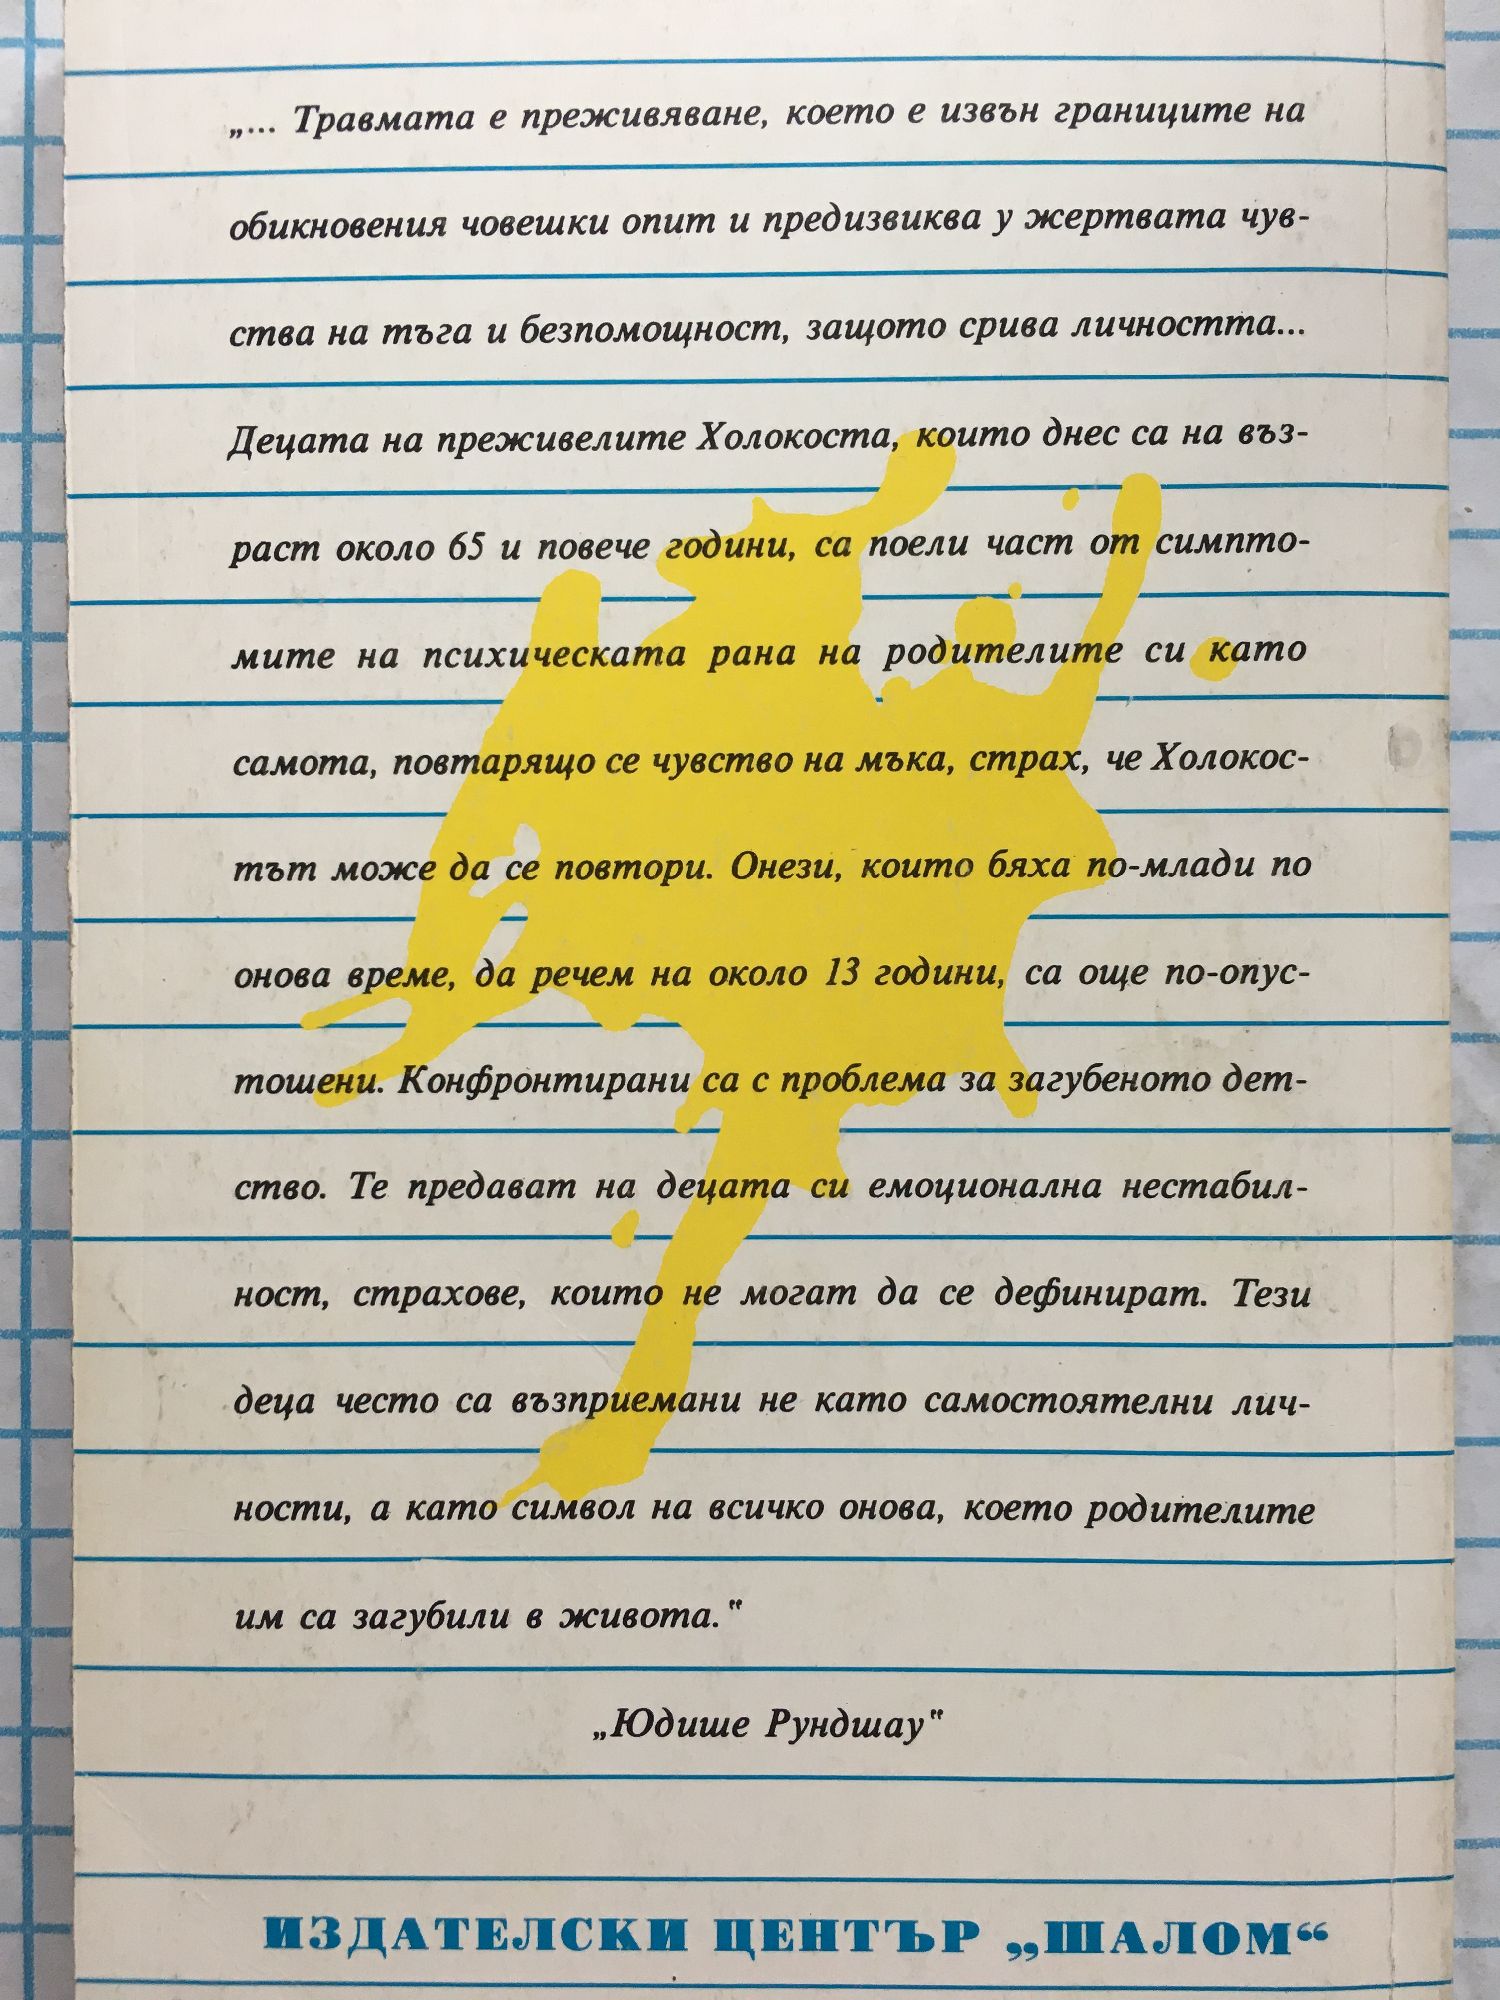 „... Травмата е преживяване, което е извън границите на
обикновения човешки опит и предизвиква у жертвата чув-
ства на тъга и безпомощност, защото срива личността...
Децата на преживелите Холокоста, които днес са на въз-
раст около 65 и повече години, са поели част от симпто-
мите на психическата рана на родителите си като
самота, повтарящо се чувство на мъка, страх, че Холокос-
тът може да се повтори. Онези, които бяха по-млади по
онова време, да речем на около 13 години, са още по-опус-
тошени. Конфронтирани са с проблема за загубеното дет-
ство. Те предават на децата си емоционална нестабил-
ност, страхове, които не могат да се дефинират. Тези
деца често са възприемани не като самостоятелни лич-
ности, а като символ на всичко онова, което родителите
им са загубили в живота.‟
„Юдише Рундшау‟
ИЗДАТЕЛСКИ ЦЕНТЪР „ШАЛОМ“